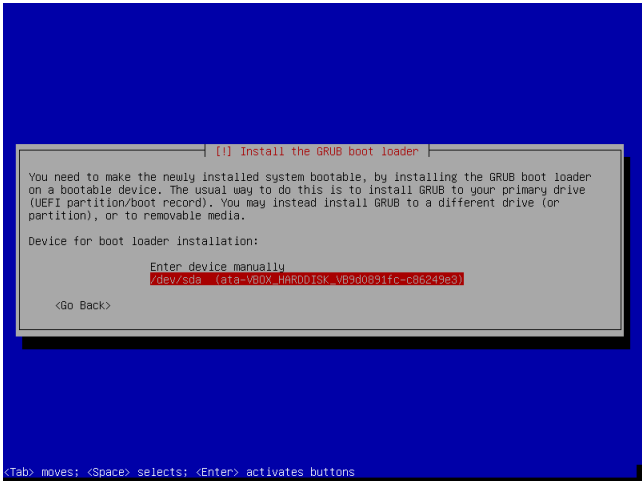 [!] Install the GRUB boot loader
You need to make the newly installed system bootable, by installing the GRUB boot loader
on a bootable device. The usual way to do this is to install GRUB to your primary drive
(UEFI partition/boot record). You may instead install GRUB to a different drive (or
partition), or to removable media.
Device for boot loader installation:
Enter device manually
/dev/sda  (ata-VBOX_HARDDISK_VB9d0891fc-c86249e3)
<Go Back>
<Tab> moves; <Space> selects; <Enter> activates buttons